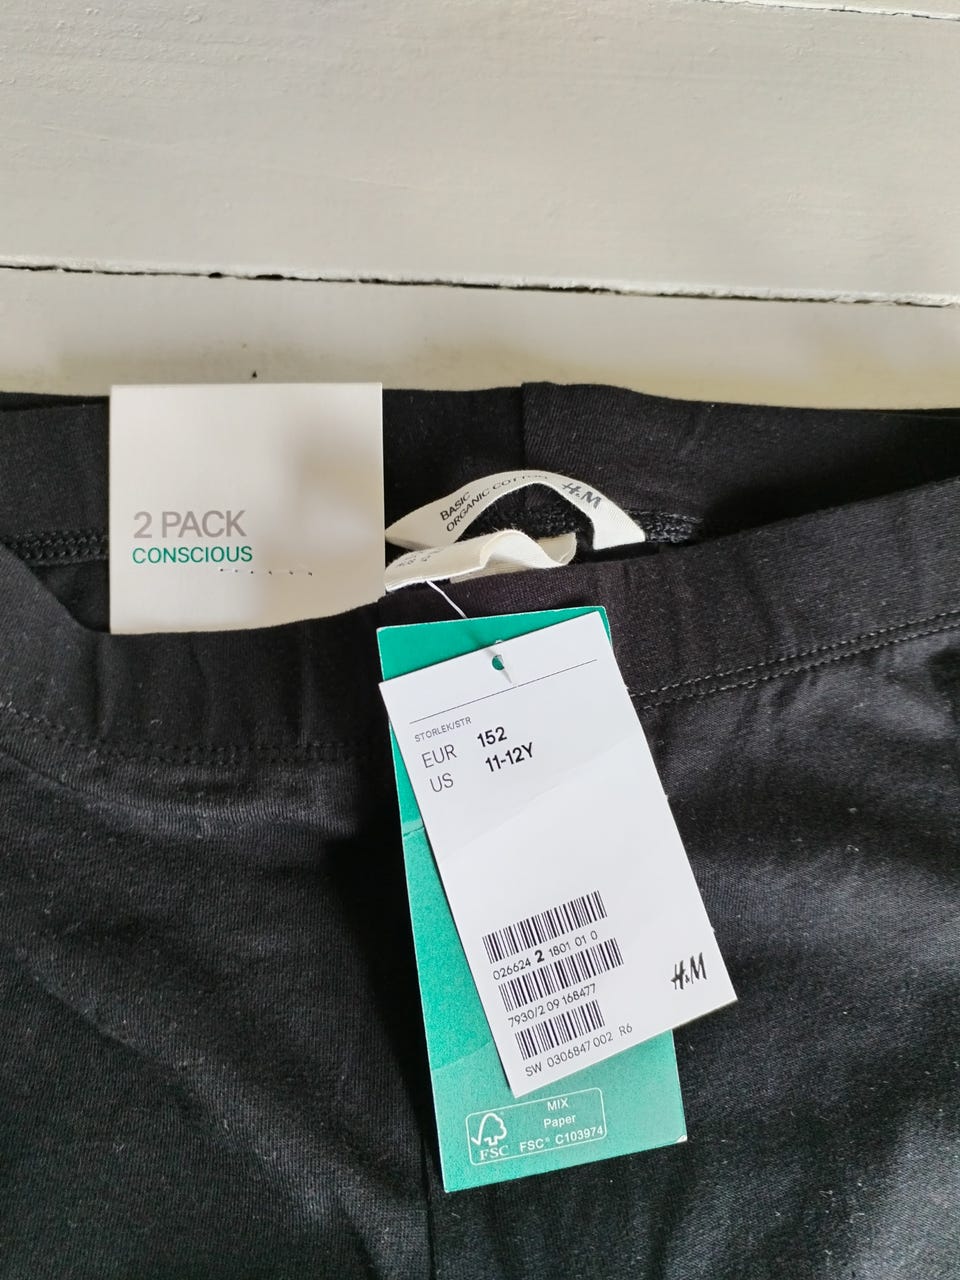 2 PACK
CONSCIOUS
BASIC
ORGANIC COTTON
H&M
STORLEK/STR
EUR 152
US 11-12Y
026624 2 1801 01 0
7930/2 09 168477
SW 0306847 002 R6
H&M
MIX
Paper
FSC
FSC® C103974